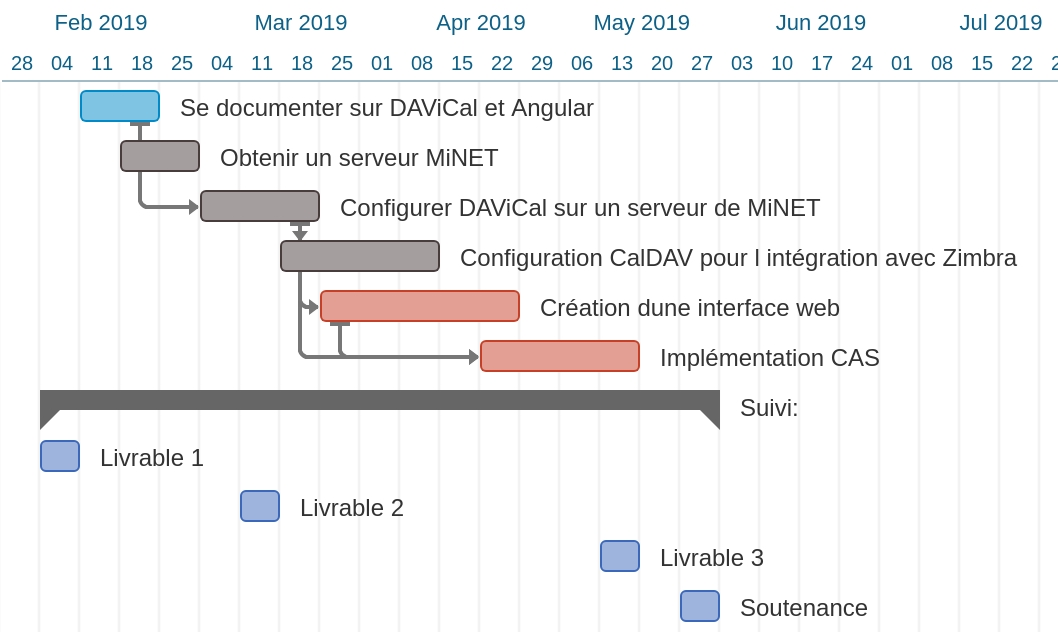 Feb 2019 Mar 2019 Apr 2019 May 2019 Jun 2019 Jul 2019
28 04 11 18 25 04 11 18 25 01 08 15 22 29 06 13 20 27 03 10 17 24 01 08 15 22
Se documenter sur DAViCal et Angular
Obtenir un serveur MiNET
Configurer DAViCal sur un serveur de MiNET
Configuration CalDAV pour l intégration avec Zimbra
Création dune interface web
Implémentation CAS
Suivi:
Livrable 1
Livrable 2
Livrable 3
Soutenance